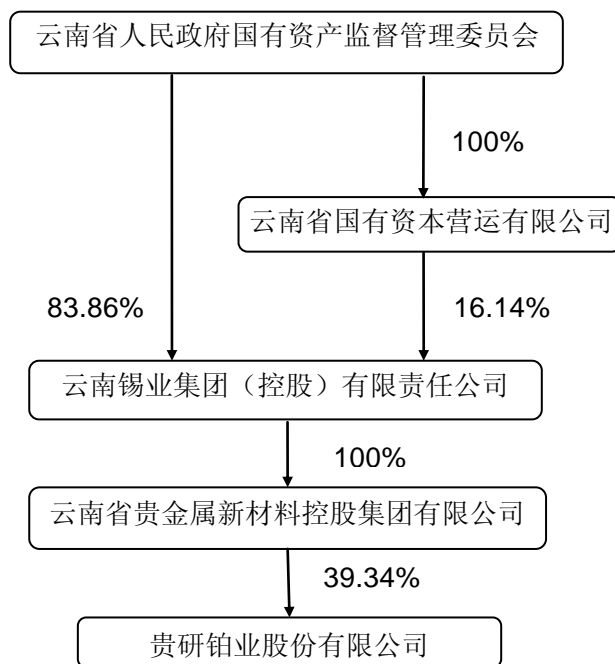 云南省人民政府国有资产监督管理委员会
100%
云南省国有资本营运有限公司
83.86%
16.14%
云南锡业集团（控股）有限责任公司
100%
云南省贵金属新材料控股集团有限公司
39.34%
贵研铂业股份有限公司